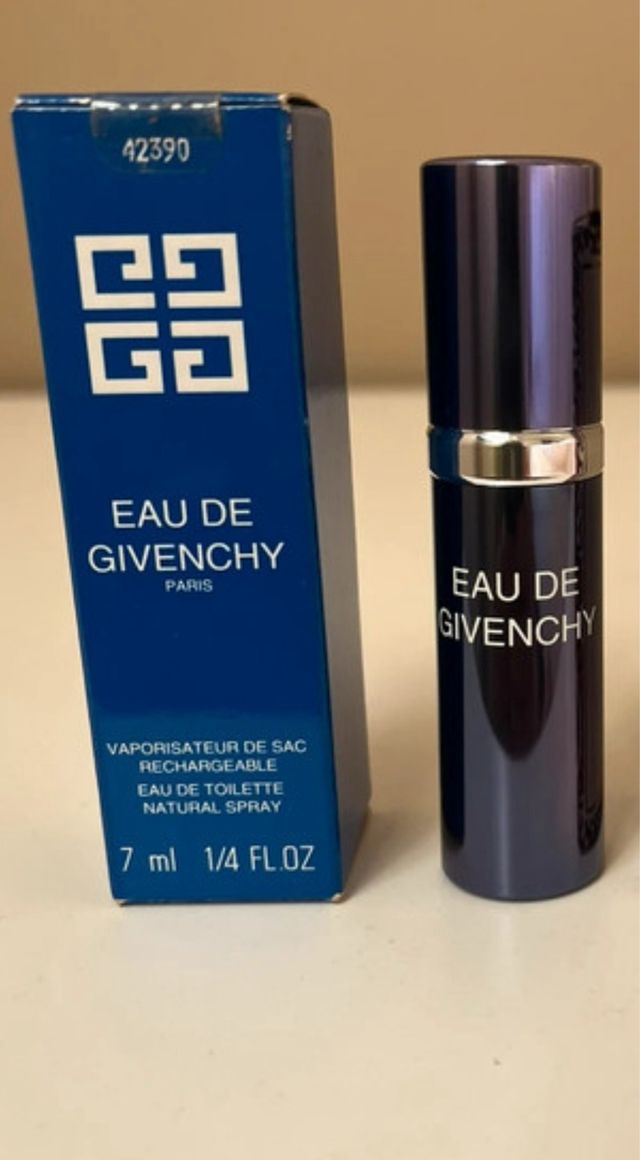 42390
EAU DE
GIVENCHY
PARIS
VAPORISATEUR DE SAC
RECHARGEABLE
EAU DE TOILETTE
NATURAL SPRAY
7 ml 1/4 FL.OZ
EAU DE
GIVENCHY